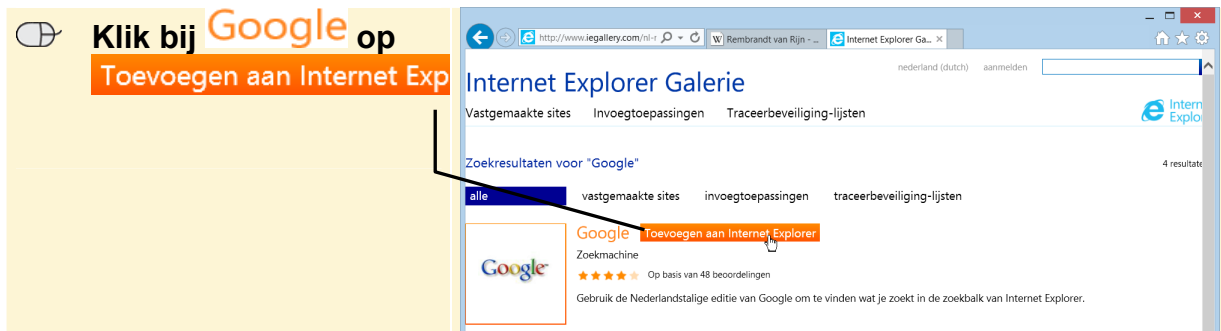 Klik bij Google op
Toevoegen aan Internet Exp
http://www.iegallery.com/nl-r
W Rembrandt van Rijn - ...
Internet Explorer Ga...
nederland (dutch) aanmelden
Internet Explorer Galerie
Vastgemaakte sites Invoegtoepassingen Traceerbeveiliging-lijsten
Intern
Explo
Zoekresultaten voor "Google"
4 resultate
alle vastgemaakte sites invoegtoepassingen traceerbeveiliging-lijsten
Google Toevoegen aan Internet Explorer
Zoekmachine
Google
Op basis van 48 beoordelingen
Gebruik de Nederlandstalige editie van Google om te vinden wat je zoekt in de zoekbalk van Internet Explorer.